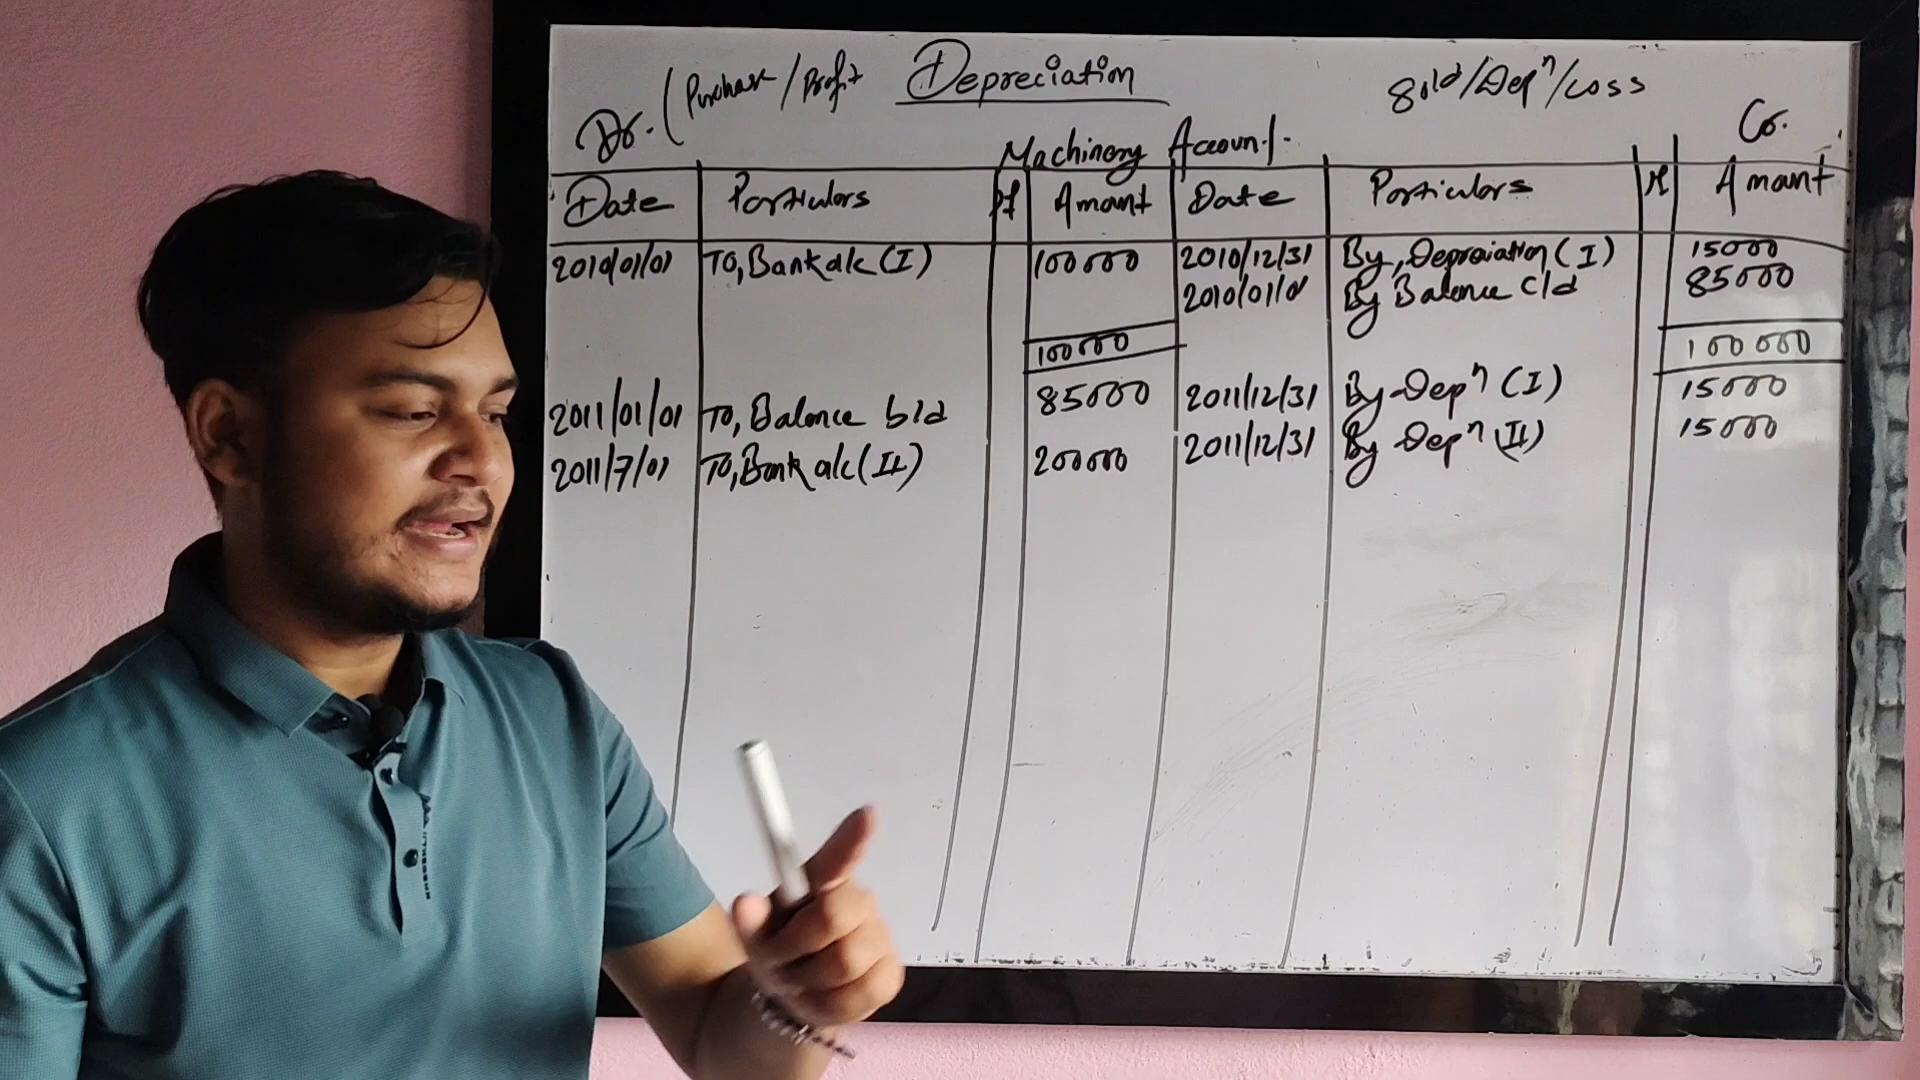 Dr. (Purchase/Profit Depreciation Sold/Depⁿ/Loss Cr.
Machinery Account.
Date Particulars Pf Amount Date Particulars Amount
2010/01/01 To, Bank a/c (I) 100000 2010/12/31 By, Depreciation (I) 15000
2010/01/01 By Balance c/d 85000
100000 100000
2011/01/01 To, Balance b/d 85000 2011/12/31 By Depⁿ (I) 15000
2011/7/01 To, Bank a/c (II) 200000 2011/12/31 By Depⁿ (II) 15000